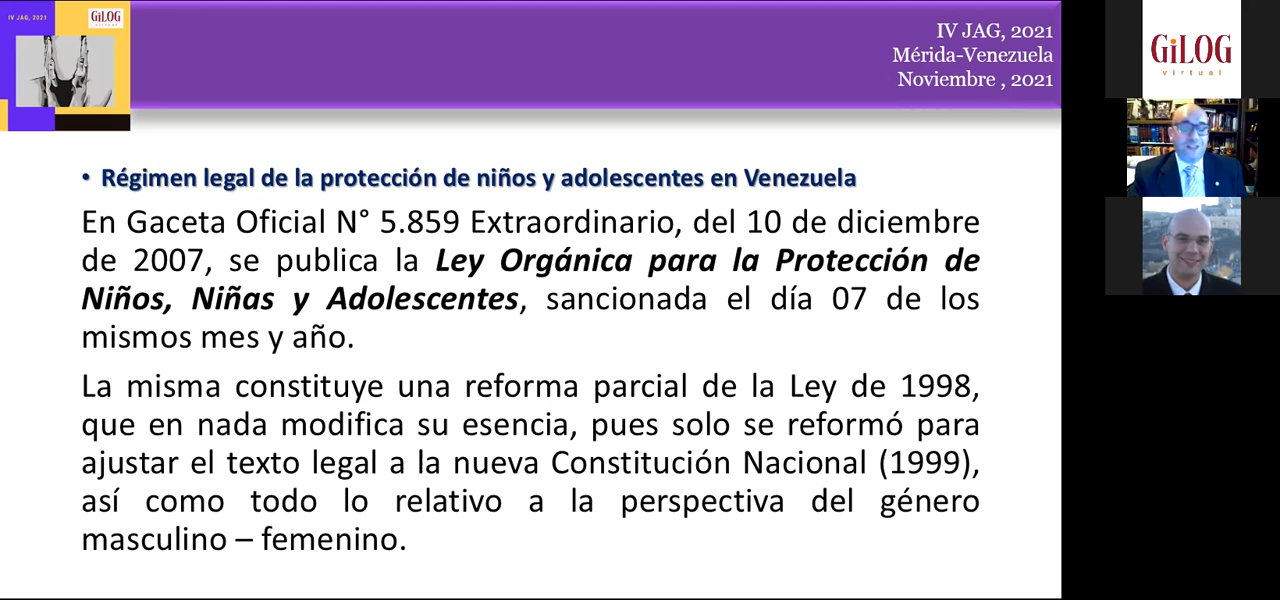 IV JAG, 2021
GiLOG
virtual
IV JAG, 2021
Mérida-Venezuela
Noviembre , 2021
GiLOG
virtual
• Régimen legal de la protección de niños y adolescentes en Venezuela
En Gaceta Oficial N° 5.859 Extraordinario, del 10 de diciembre
de 2007, se publica la Ley Orgánica para la Protección de
Niños, Niñas y Adolescentes, sancionada el día 07 de los
mismos mes y año.
La misma constituye una reforma parcial de la Ley de 1998,
que en nada modifica su esencia, pues solo se reformó para
ajustar el texto legal a la nueva Constitución Nacional (1999),
así como todo lo relativo a la perspectiva del género
masculino – femenino.